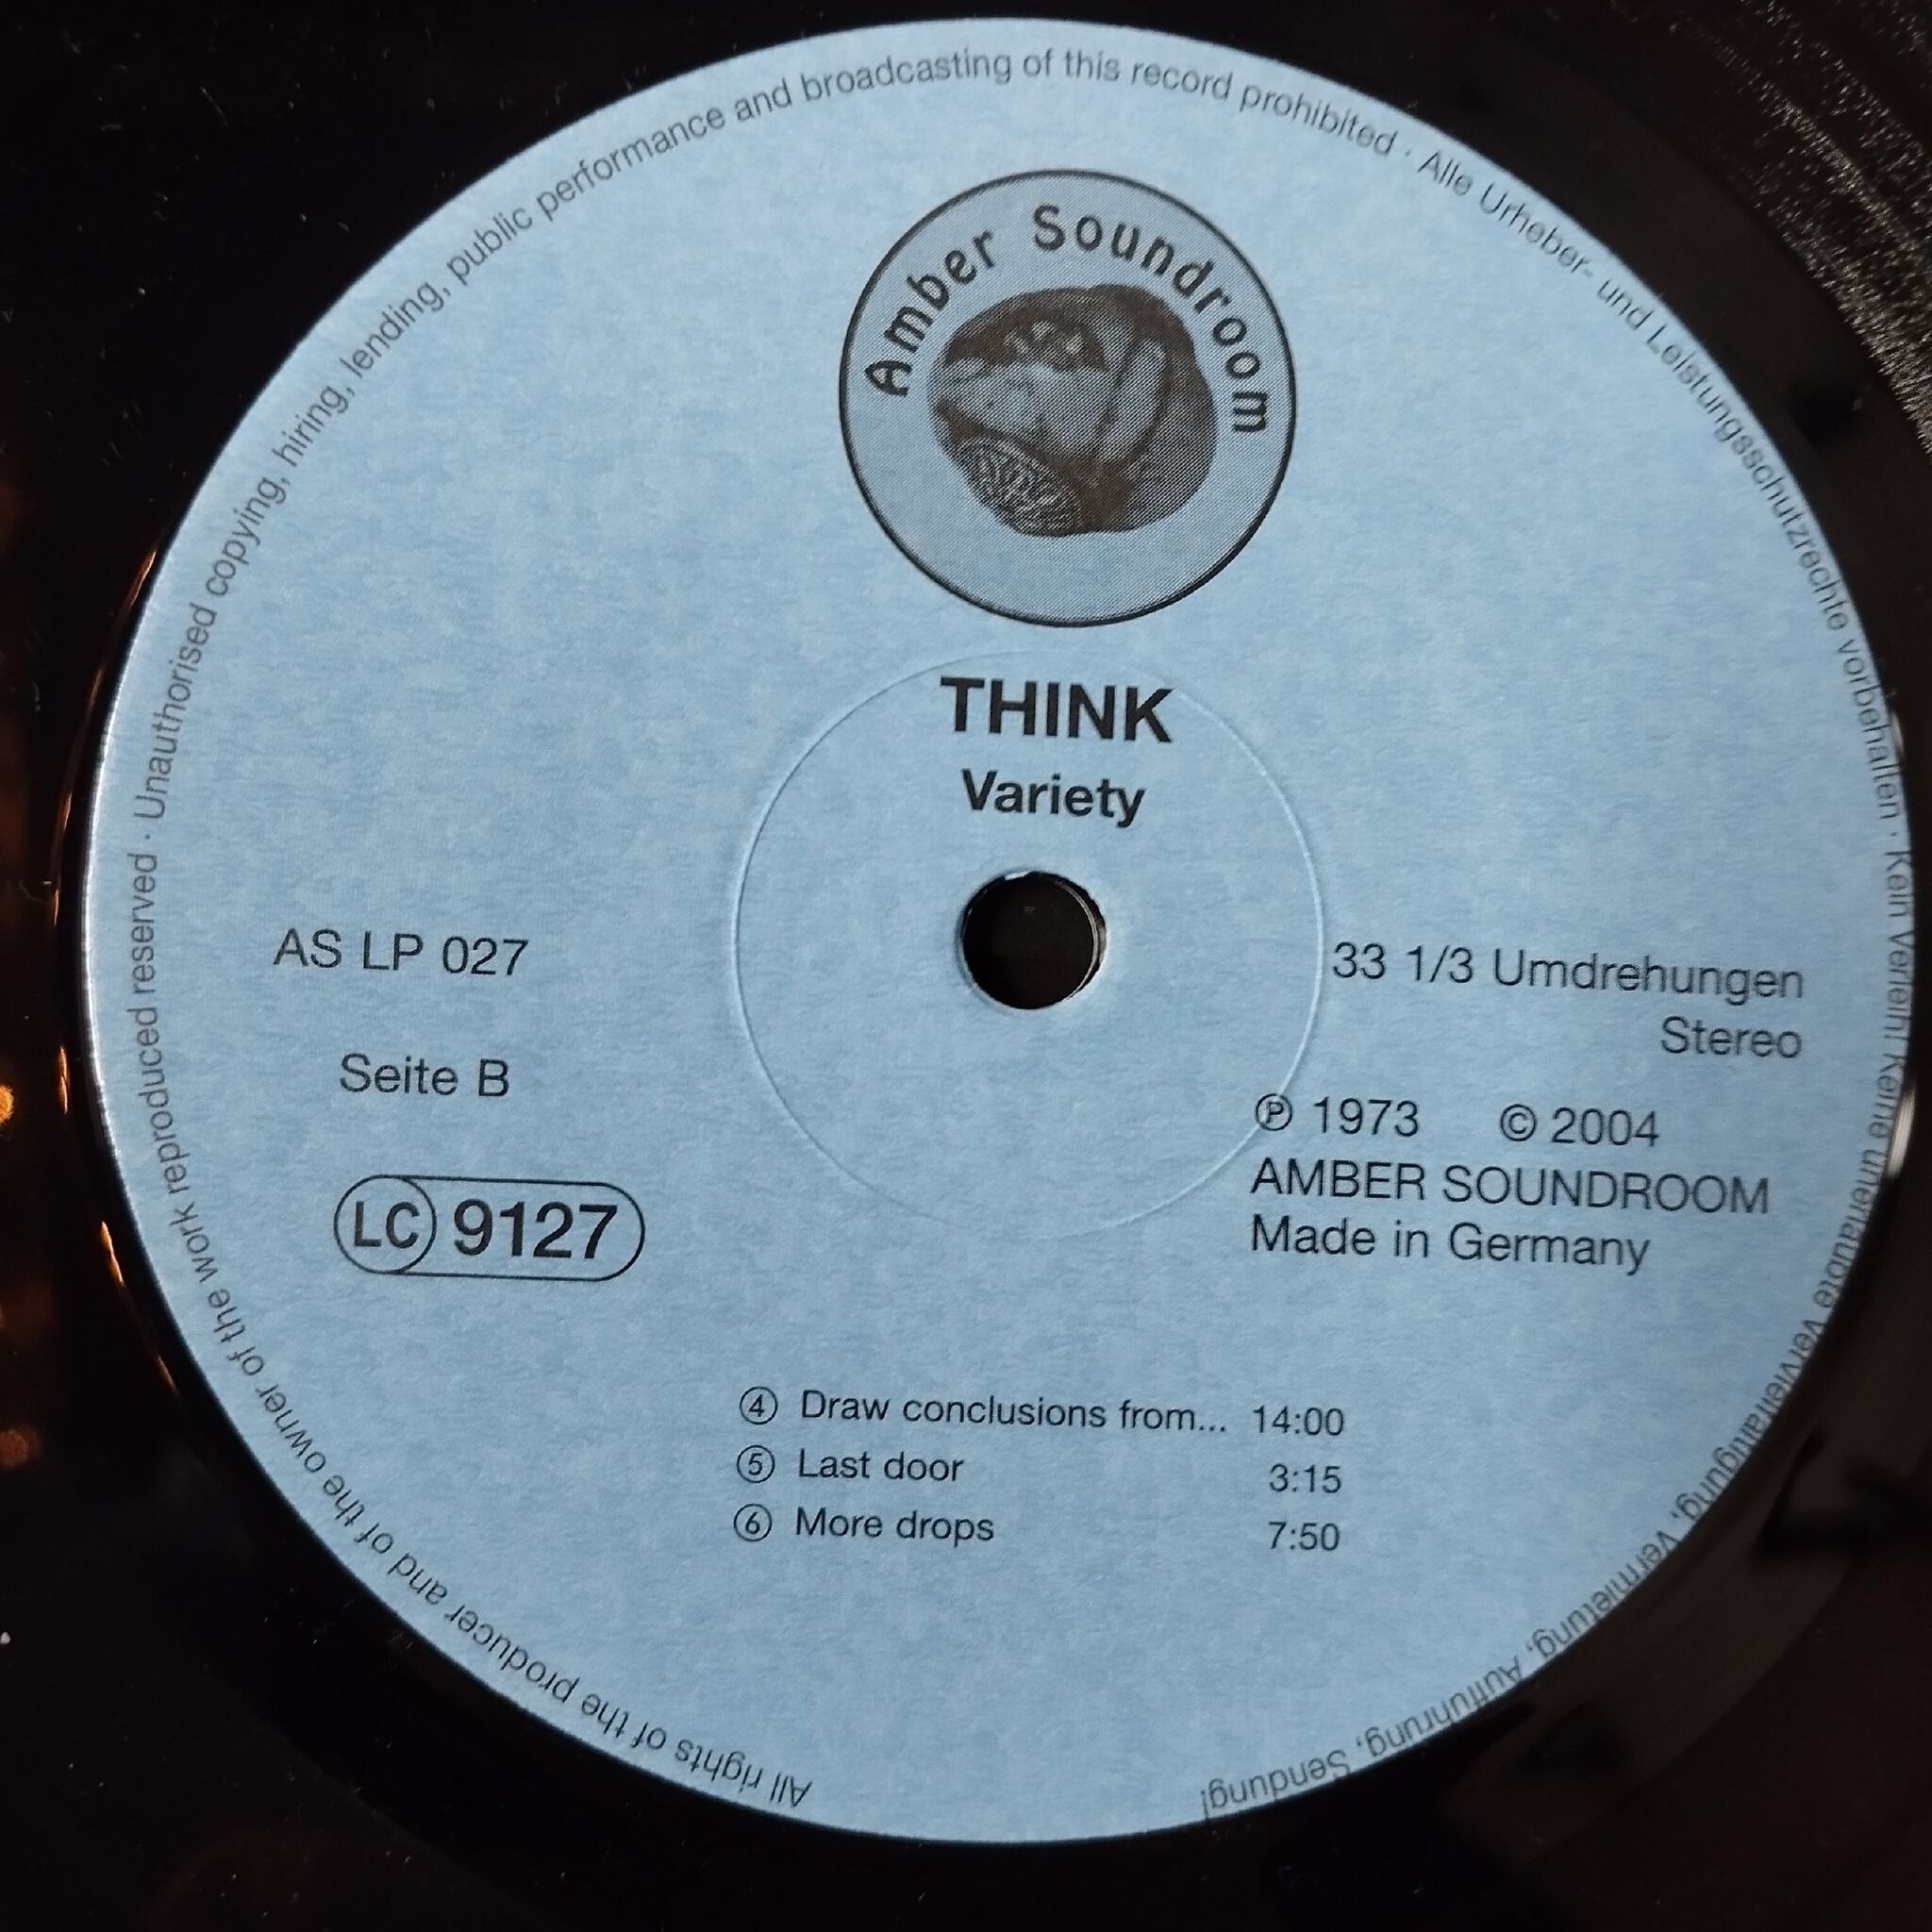 All rights of the producer and of the owner of the work reproduced reserved · Unauthorised copying, hiring, lending, public performance and broadcasting of this record prohibited · Alle Urheber- und Leistungsschutzrechte vorbehalten · Kein Verleih! Keine unerlaubte Vervielfältigung, Vermietung, Aufführung, Sendung!
Amber Soundroom
THINK
Variety
AS LP 027
33 1/3 Umdrehungen
Stereo
Seite B
℗ 1973 © 2004
AMBER SOUNDROOM
Made in Germany
LC 9127
④ Draw conclusions from... 14:00
⑤ Last door 3:15
⑥ More drops 7:50